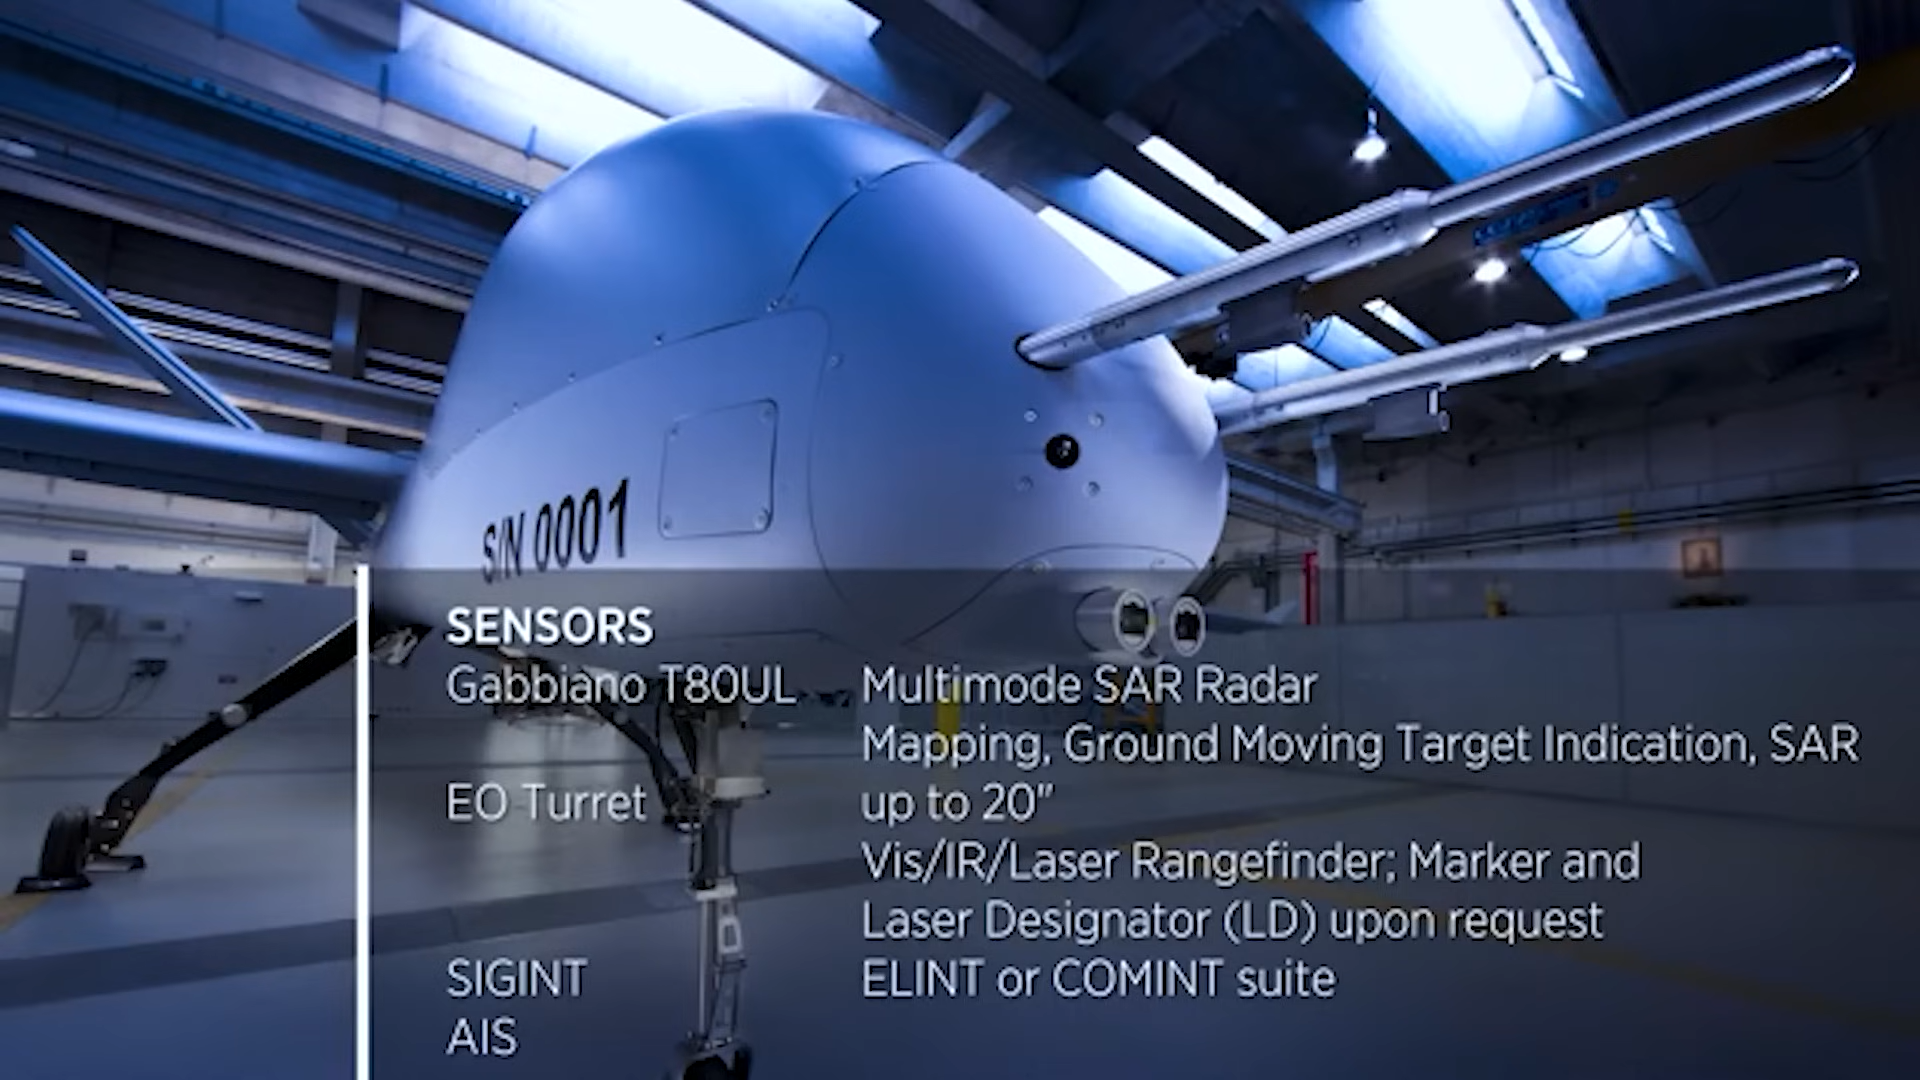 S/N 0001
SENSORS
Gabbiano T80UL Multimode SAR Radar
Mapping, Ground Moving Target Indication, SAR
EO Turret up to 20"
Vis/IR/Laser Rangefinder; Marker and
Laser Designator (LD) upon request
SIGINT ELINT or COMINT suite
AIS